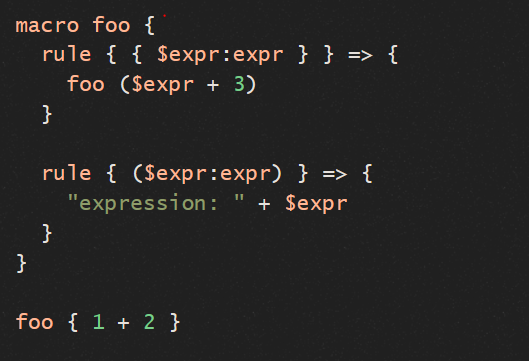 macro foo {
  rule { { $expr:expr } } => {
    foo ($expr + 3)
  }
  rule { ($expr:expr) } => {
    "expression: " + $expr
  }
}
foo { 1 + 2 }